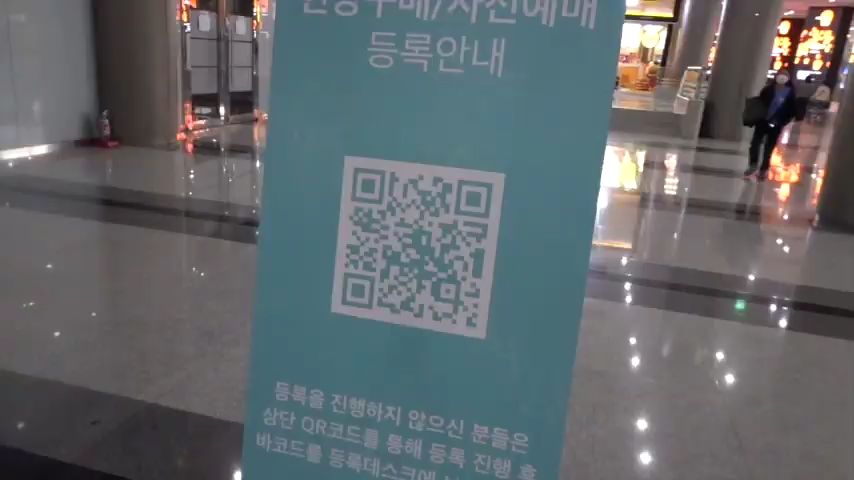 현장구매/사전예매
등록안내
등록을 진행하지 않으신 분들은
상단 QR코드를 통해 등록 진행 후
바코드를 등록데스크에